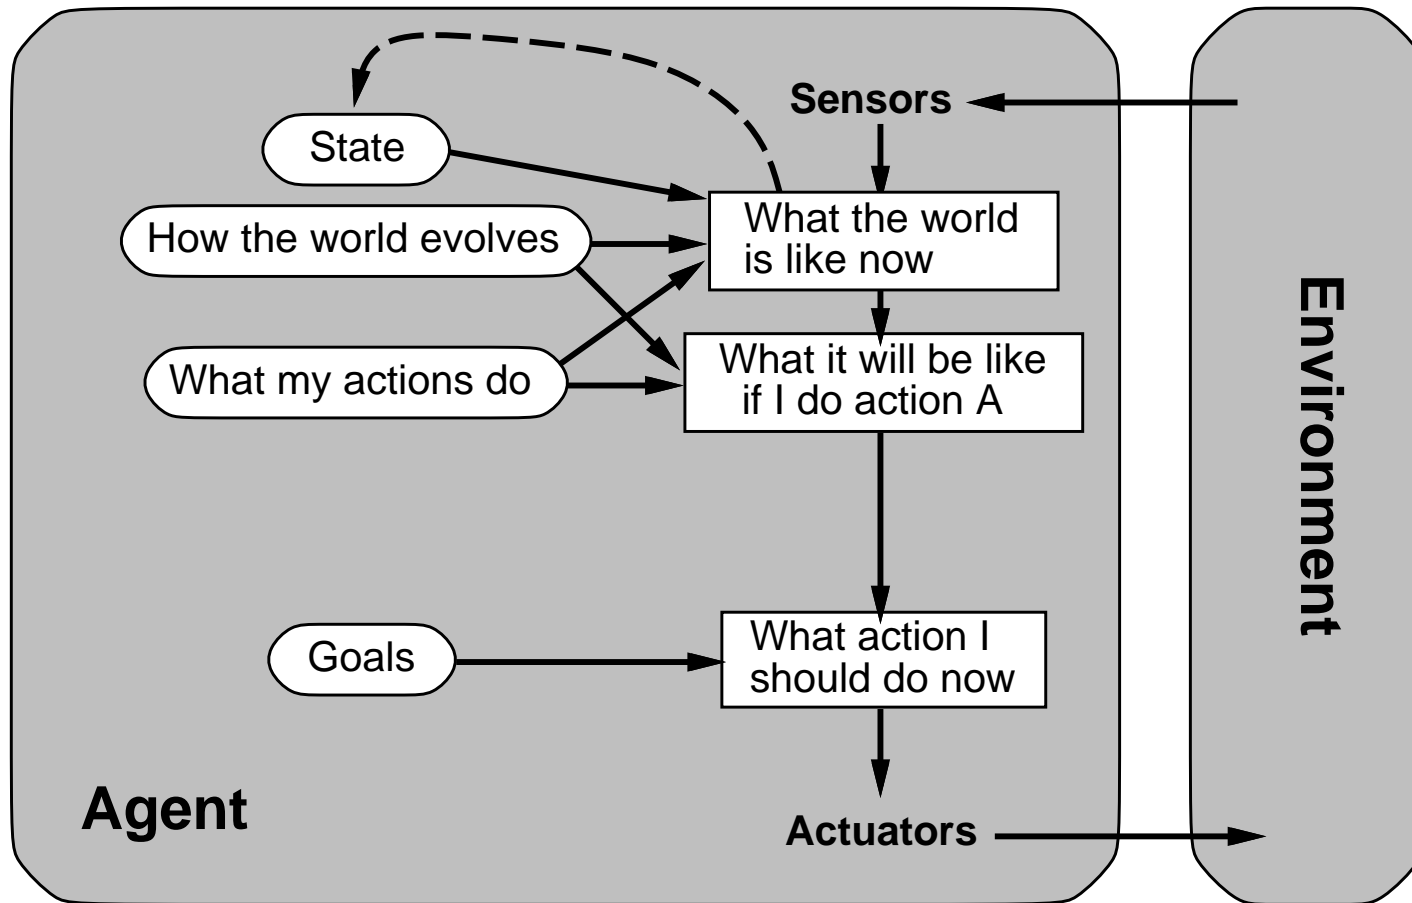 Sensors
State
What the world
is like now
How the world evolves
What it will be like
if I do action A
What my actions do
What action I
should do now
Goals
Agent
Actuators
Environment